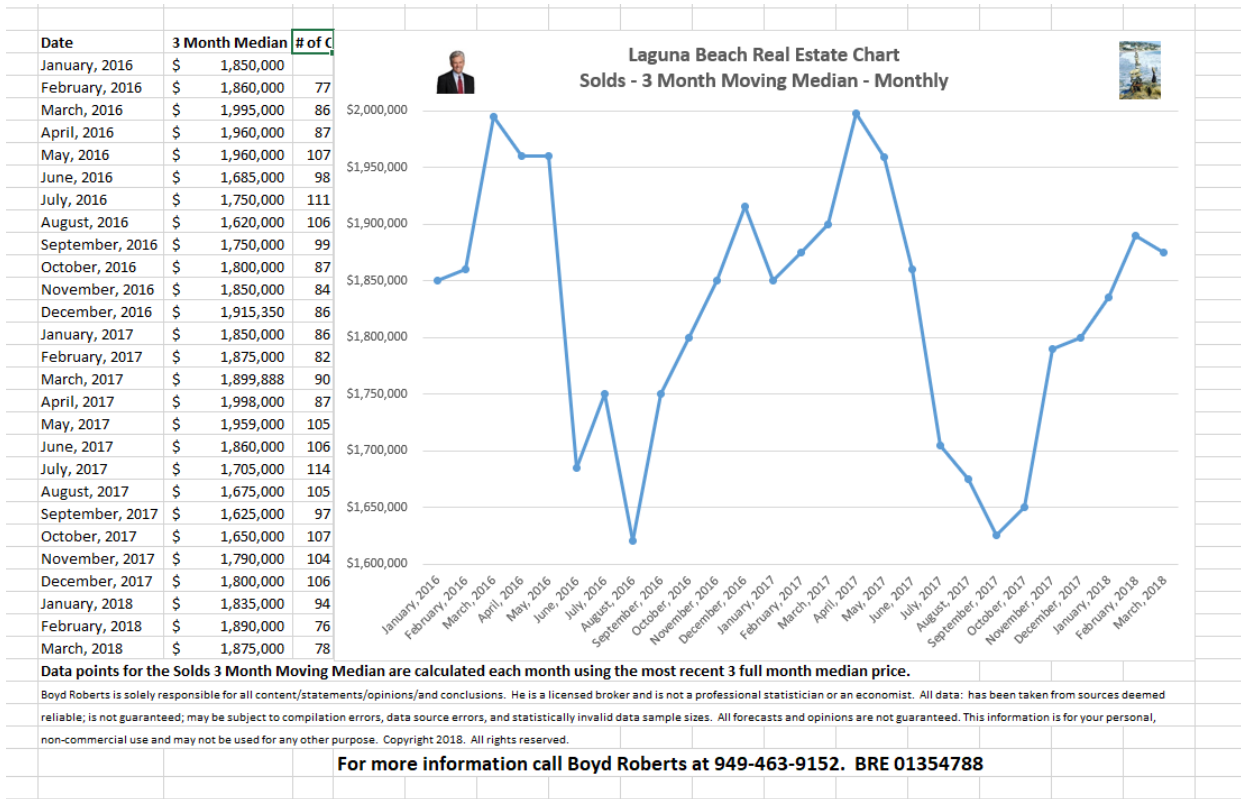 Date 3 Month Median # of C
January, 2016 $ 1,850,000
February, 2016 $ 1,860,000 77
March, 2016 $ 1,995,000 86
April, 2016 $ 1,960,000 87
May, 2016 $ 1,960,000 107
June, 2016 $ 1,685,000 98
July, 2016 $ 1,750,000 111
August, 2016 $ 1,620,000 106
September, 2016 $ 1,750,000 99
October, 2016 $ 1,800,000 87
November, 2016 $ 1,850,000 84
December, 2016 $ 1,915,350 86
January, 2017 $ 1,850,000 86
February, 2017 $ 1,875,000 82
March, 2017 $ 1,899,888 90
April, 2017 $ 1,998,000 87
May, 2017 $ 1,959,000 105
June, 2017 $ 1,860,000 106
July, 2017 $ 1,705,000 114
August, 2017 $ 1,675,000 105
September, 2017 $ 1,625,000 97
October, 2017 $ 1,650,000 107
November, 2017 $ 1,790,000 104
December, 2017 $ 1,800,000 106
January, 2018 $ 1,835,000 94
February, 2018 $ 1,890,000 76
March, 2018 $ 1,875,000 78
Laguna Beach Real Estate Chart
Solds - 3 Month Moving Median - Monthly
$2,000,000
$1,950,000
$1,900,000
$1,850,000
$1,800,000
$1,750,000
$1,700,000
$1,650,000
$1,600,000
January, 2016
February, 2016
March, 2016
April, 2016
May, 2016
June, 2016
July, 2016
August, 2016
September, 2016
October, 2016
November, 2016
December, 2016
January, 2017
February, 2017
March, 2017
April, 2017
May, 2017
June, 2017
July, 2017
August, 2017
September, 2017
October, 2017
November, 2017
December, 2017
January, 2018
February, 2018
March, 2018
Data points for the Solds 3 Month Moving Median are calculated each month using the most recent 3 full month median price.
Boyd Roberts is solely responsible for all content/statements/opinions/and conclusions. He is a licensed broker and is not a professional statistician or an economist. All data: has been taken from sources deemed
reliable; is not guaranteed; may be subject to compilation errors, data source errors, and statistically invalid data sample sizes. All forecasts and opinions are not guaranteed. This information is for your personal,
non-commercial use and may not be used for any other purpose. Copyright 2018. All rights reserved.
For more information call Boyd Roberts at 949-463-9152. BRE 01354788